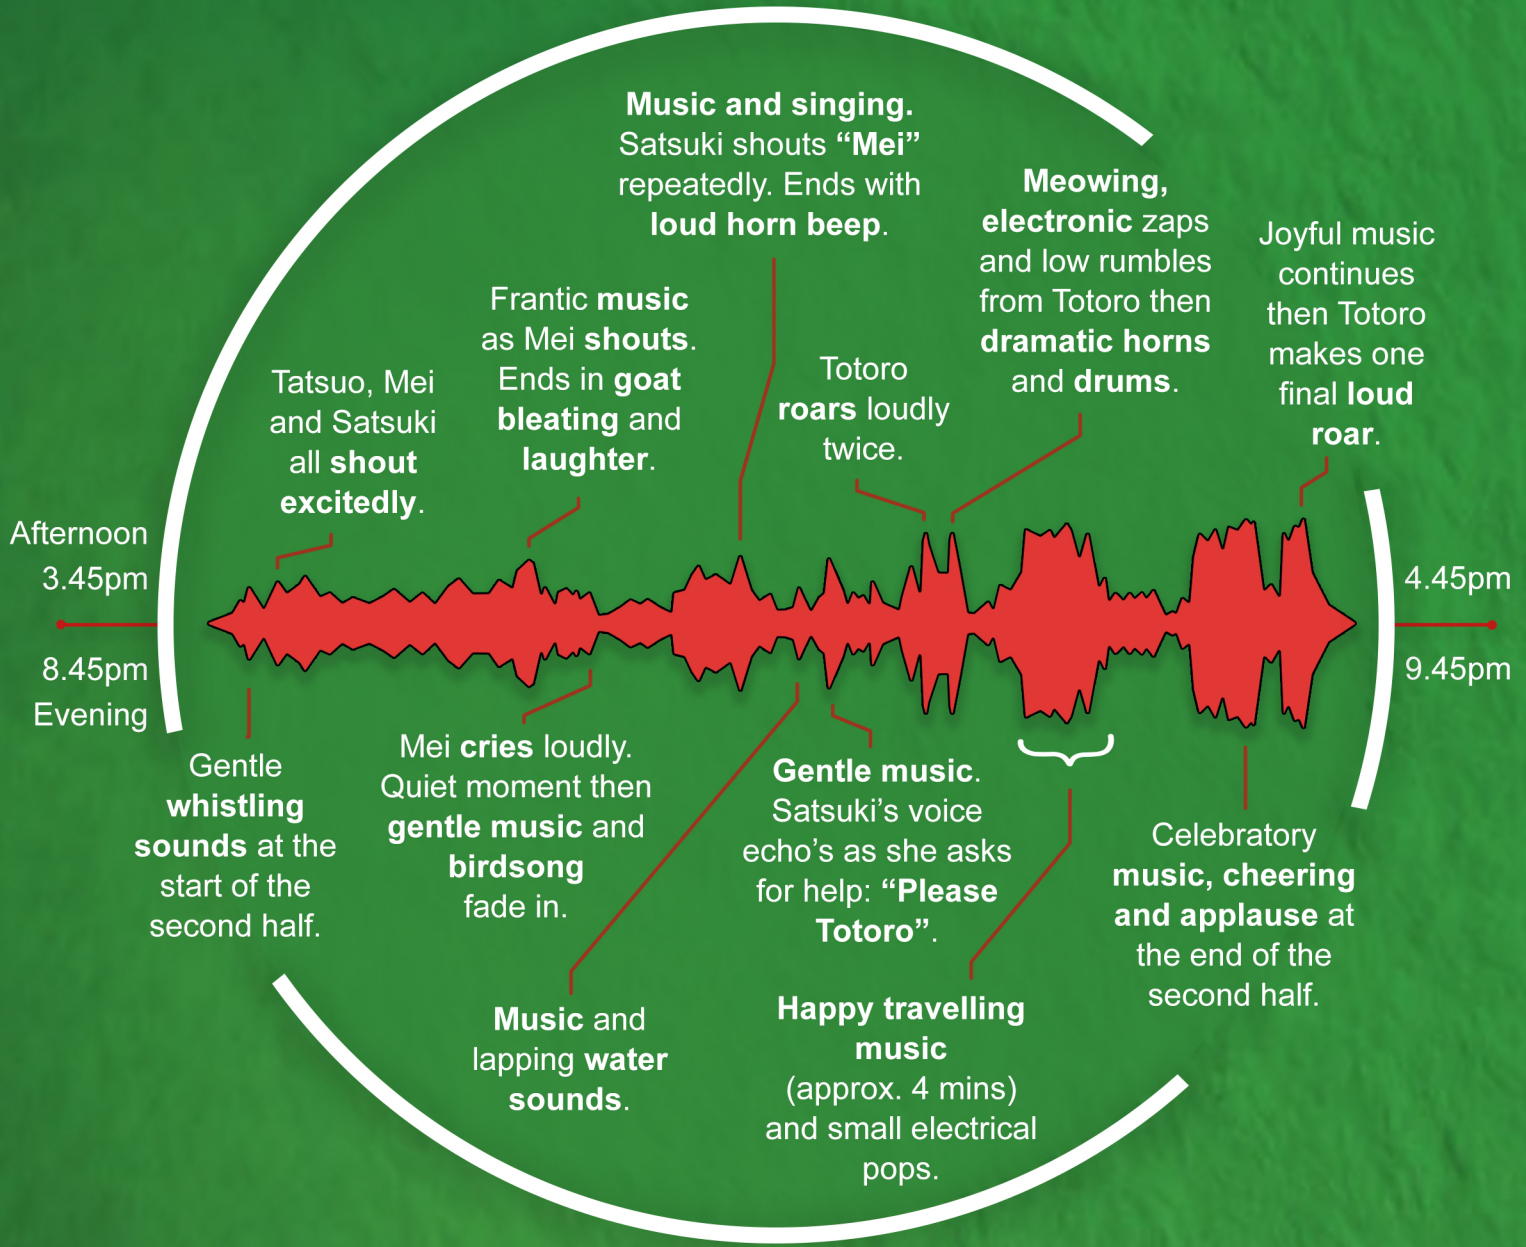 Music and singing.
Satsuki shouts “Mei”
repeatedly. Ends with
loud horn beep.
Meowing,
electronic zaps
and low rumbles
from Totoro then
dramatic horns
and drums.
Joyful music
continues
then Totoro
makes one
final loud
roar.
Frantic music
as Mei shouts.
Ends in goat
bleating and
laughter.
Totoro
roars loudly
twice.
Tatsuo, Mei
and Satsuki
all shout
excitedly.
Afternoon
3.45pm
8.45pm
Evening
4.45pm
9.45pm
Gentle
whistling
sounds at the
start of the
second half.
Mei cries loudly.
Quiet moment then
gentle music and
birdsong
fade in.
Gentle music.
Satsuki’s voice
echo’s as she asks
for help: “Please
Totoro”.
Celebratory
music, cheering
and applause at
the end of the
second half.
Music and
lapping water
sounds.
Happy travelling
music
(approx. 4 mins)
and small electrical
pops.